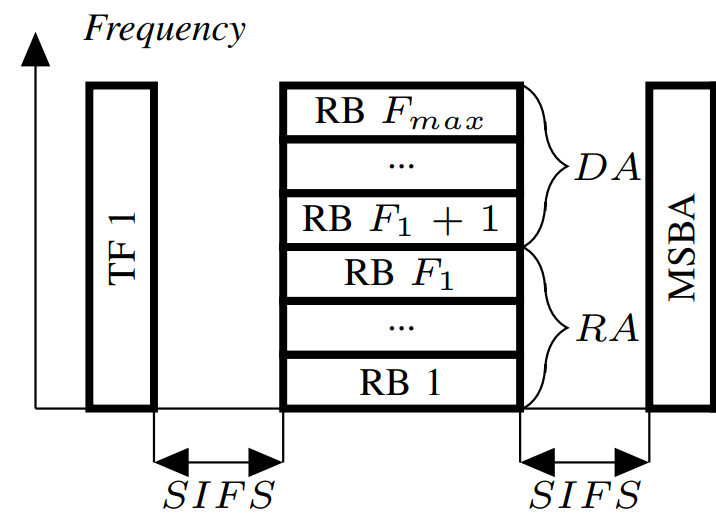 Frequency
TF 1
RB F_max
...
RB F_1 + 1
RB F_1
...
RB 1
DA
RA
MSBA
SIFS
SIFS